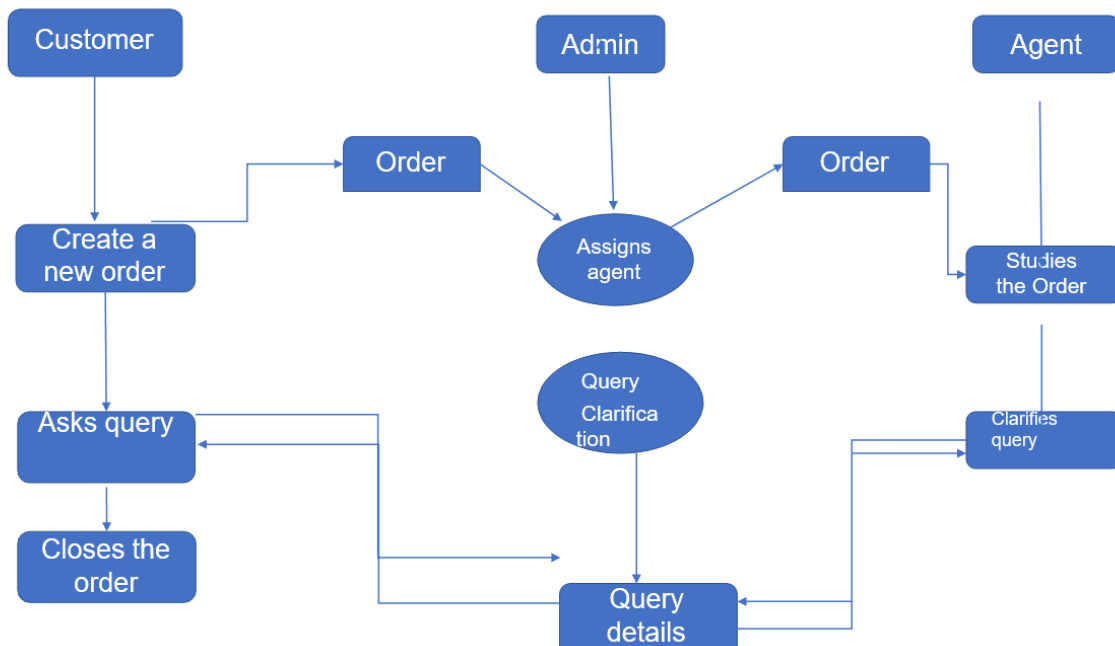 Customer
Admin
Agent
Order
Order
Create a
new order
Assigns
agent
Studies
the Order
Query
Clarifica
tion
Asks query
Clarifies
query
Closes the
order
Query
details